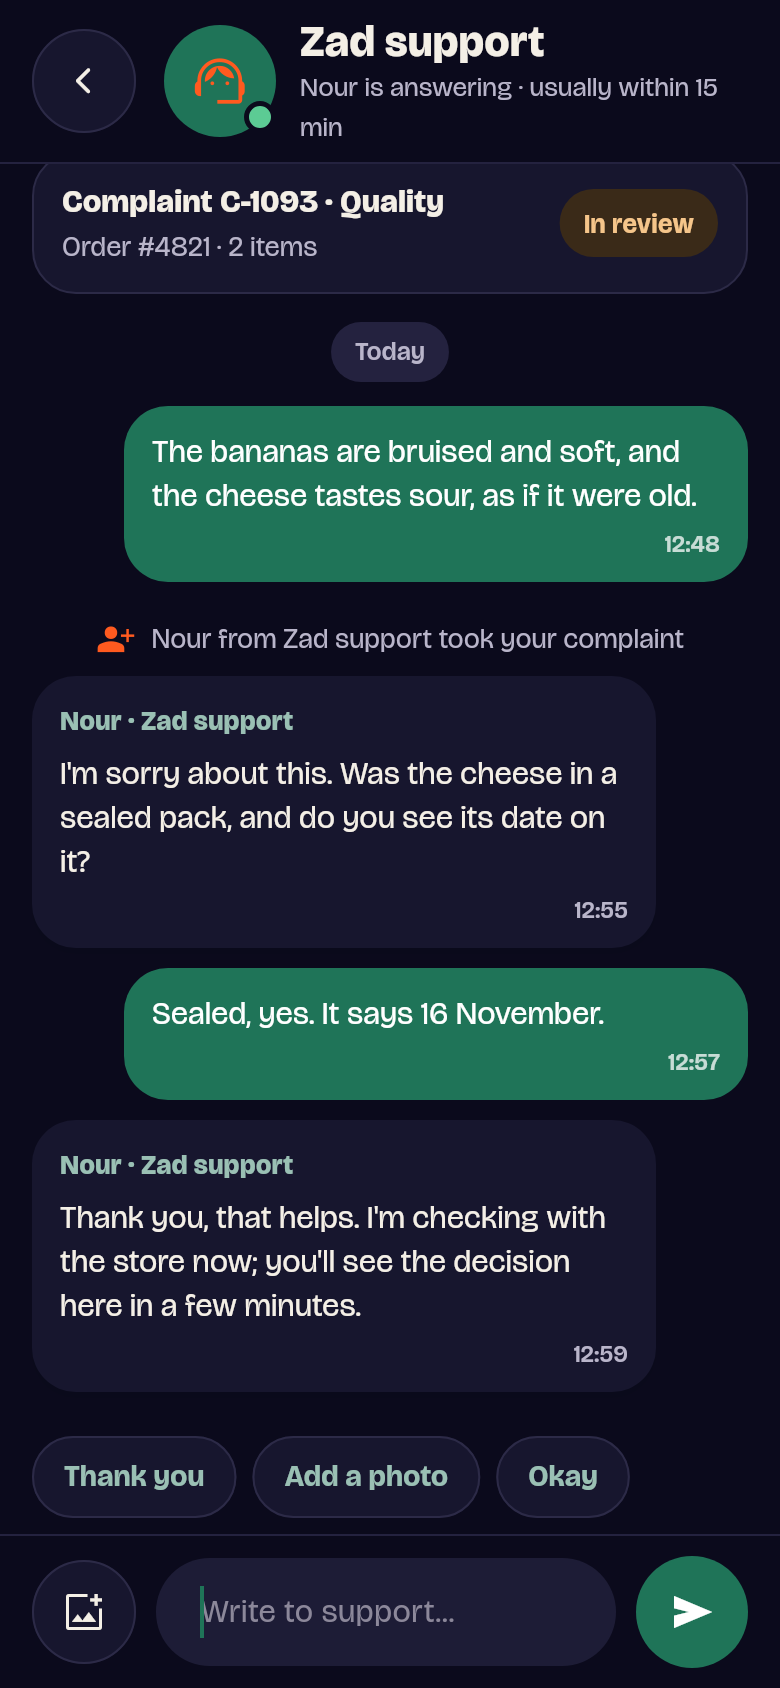 Zad support
Nour is answering · usually within 15
min
Complaint C-1093 · Quality
Order #4821 · 2 items
In review
Today
The bananas are bruised and soft, and
the cheese tastes sour, as if it were old.
12:48
Nour from Zad support took your complaint
Nour · Zad support
I'm sorry about this. Was the cheese in a
sealed pack, and do you see its date on
it?
12:55
Sealed, yes. It says 16 November.
12:57
Nour · Zad support
Thank you, that helps. I'm checking with
the store now; you'll see the decision
here in a few minutes.
12:59
Thank you
Add a photo
Okay
Write to support...